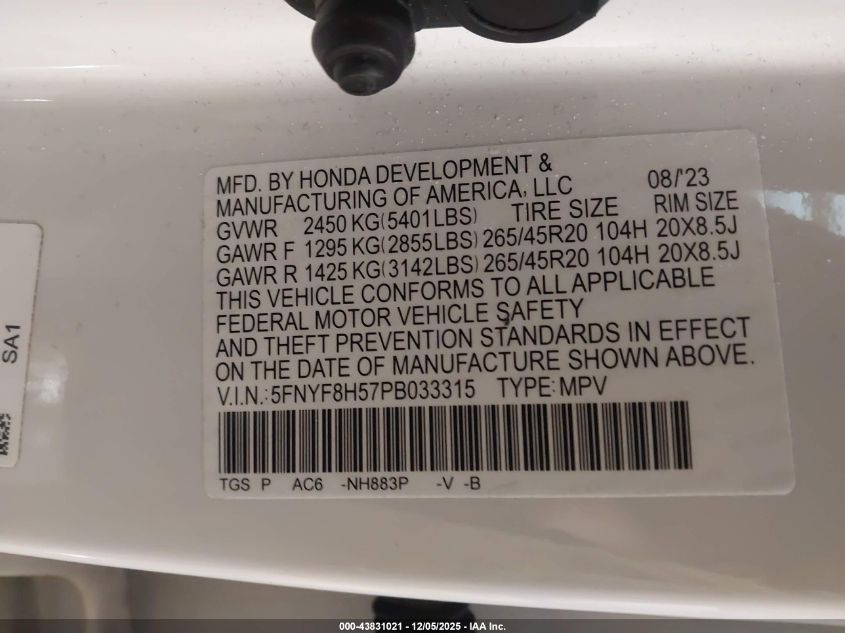 MFD. BY HONDA DEVELOPMENT &
MANUFACTURING OF AMERICA, LLC 08/'23
GVWR 2450 KG(5401LBS) TIRE SIZE RIM SIZE
GAWR F 1295 KG(2855LBS) 265/45R20 104H 20X8.5J
GAWR R 1425 KG(3142LBS) 265/45R20 104H 20X8.5J
THIS VEHICLE CONFORMS TO ALL APPLICABLE
FEDERAL MOTOR VEHICLE SAFETY
AND THEFT PREVENTION STANDARDS IN EFFECT
ON THE DATE OF MANUFACTURE SHOWN ABOVE.
V.I.N.:5FNYF8H57PB033315 TYPE:MPV
TGS P AC6 -NH883P -V -B
SA1
000-43831021 - 12/05/2025 - IAA Inc.